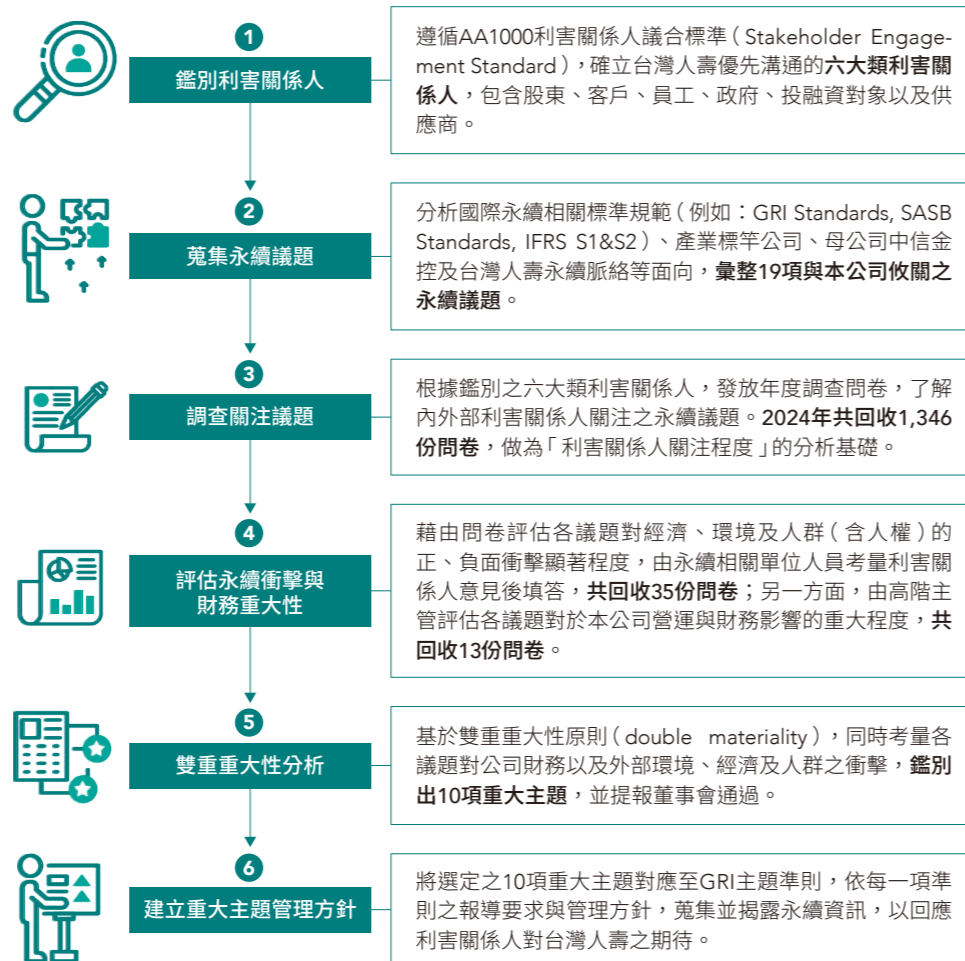 1
鑑別利害關係人
遵循AA1000利害關係人議合標準（Stakeholder Engage-
ment Standard），確立台灣人壽優先溝通的六大類利害關
係人，包含股東、客戶、員工、政府、投融資對象以及供
應商。
2
蒐集永續議題
分析國際永續相關標準規範（例如：GRI Standards, SASB
Standards, IFRS S1&S2）、產業標竿公司、母公司中信金
控及台灣人壽永續脈絡等面向，彙整19項與本公司攸關之
永續議題。
3
調查關注議題
根據鑑別之六大類利害關係人，發放年度調查問卷，了解
內外部利害關係人關注之永續議題。2024年共回收1,346
份問卷，做為「利害關係人關注程度」的分析基礎。
4
評估永續衝擊與
財務重大性
藉由問卷評估各議題對經濟、環境及人群（含人權）的
正、負面衝擊顯著程度，由永續相關單位人員考量利害關
係人意見後填答，共回收35份問卷；另一方面，由高階主
管評估各議題對於本公司營運與財務影響的重大程度，共
回收13份問卷。
5
雙重重大性分析
基於雙重重大性原則（double materiality），同時考量各
議題對公司財務以及外部環境、經濟及人群之衝擊，鑑別
出10項重大主題，並提報董事會通過。
6
建立重大主題管理方針
將選定之10項重大主題對應至GRI主題準則，依每一項準
則之報導要求與管理方針，蒐集並揭露永續資訊，以回應
利害關係人對台灣人壽之期待。